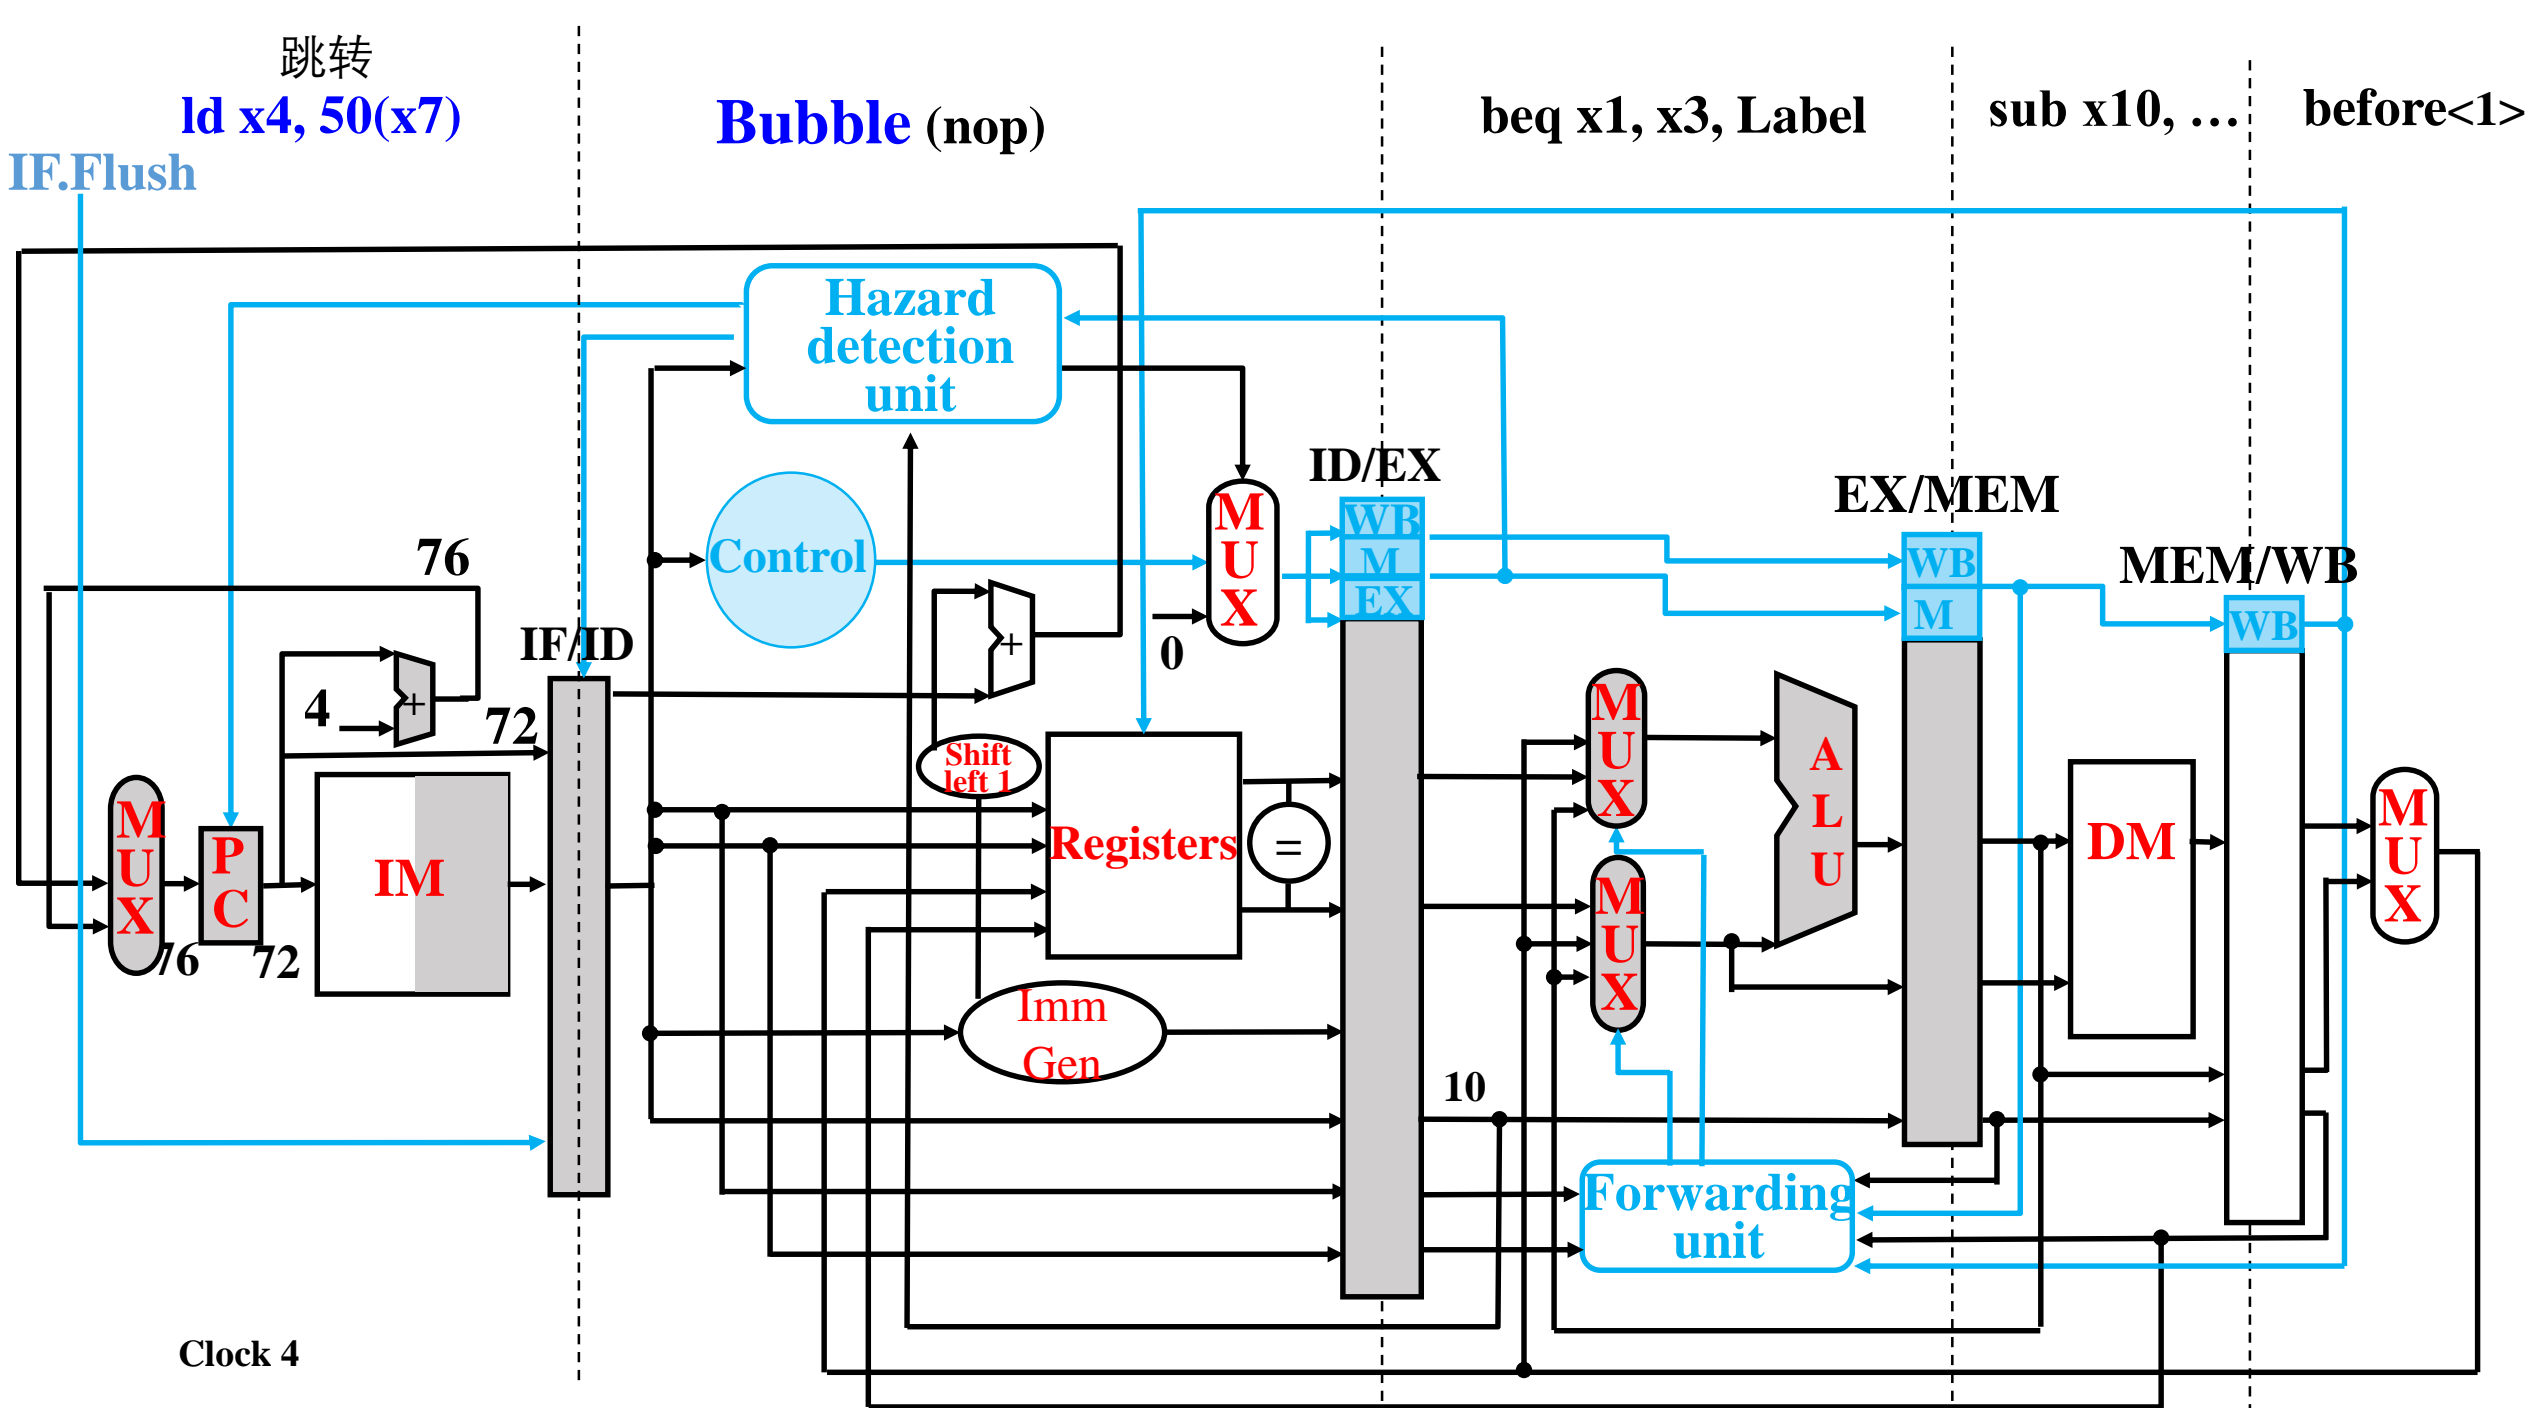 跳转
ld x4, 50(x7)
Bubble (nop)
beq x1, x3, Label
sub x10, …
before<1>
IF.Flush
Hazard
detection
unit
ID/EX
WB
M
EX
EX/MEM
WB
M
MEM/WB
WB
Control
M
U
X
0
76
IF/ID
4
+
72
+
Shift
left 1
M
U
X
76
P
C
72
IM
Registers
=
Imm
Gen
M
U
X
M
U
X
A
L
U
DM
M
U
X
10
Forwarding
unit
Clock 4